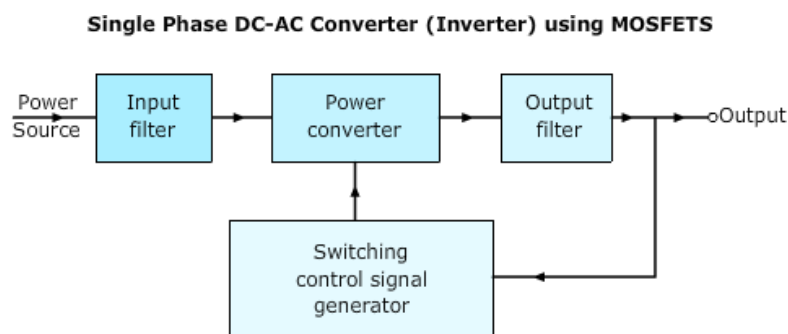 Single Phase DC-AC Converter (Inverter) using MOSFETS
Power
Source
Input
filter
Power
converter
Output
filter
Output
Switching
control signal
generator